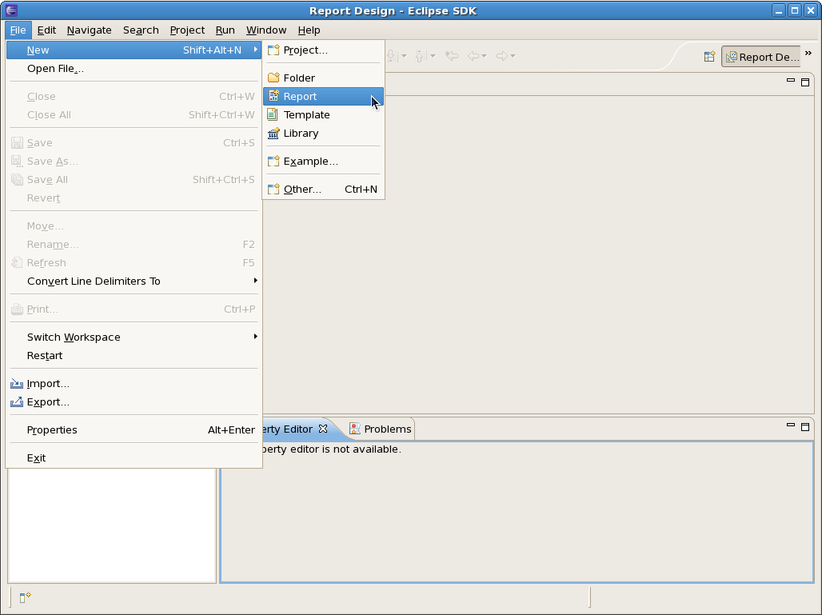 Report Design - Eclipse SDK
File Edit Navigate Search Project Run Window Help
New Shift+Alt+N
Open File...
Close Ctrl+W
Close All Shift+Ctrl+W
Save Ctrl+S
Save As...
Save All Shift+Ctrl+S
Revert
Move...
Rename... F2
Refresh F5
Convert Line Delimiters To
Print... Ctrl+P
Switch Workspace
Restart
Import...
Export...
Properties Alt+Enter
Exit
Project...
Folder
Report
Template
Library
Example...
Other... Ctrl+N
Report De...
erty Editor Problems
perty editor is not available.